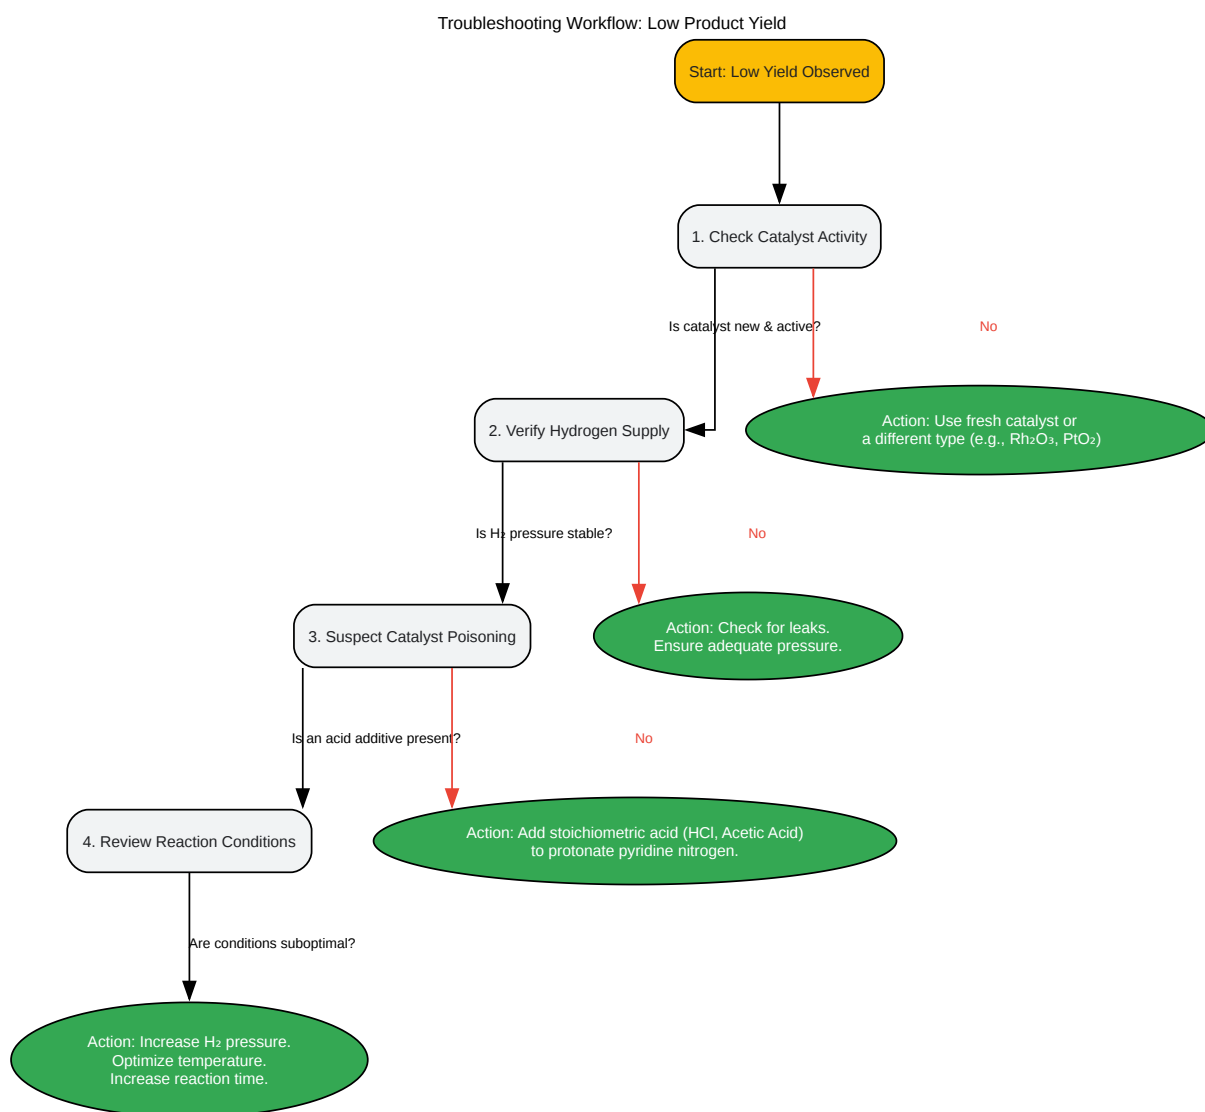 Troubleshooting Workflow: Low Product Yield
Start: Low Yield Observed
1. Check Catalyst Activity
Is catalyst new & active?
No
Action: Use fresh catalyst or
a different type (e.g., Rh₂O₃, PtO₂)
2. Verify Hydrogen Supply
Is H₂ pressure stable?
No
Action: Check for leaks.
Ensure adequate pressure.
3. Suspect Catalyst Poisoning
Is an acid additive present?
No
Action: Add stoichiometric acid (HCl, Acetic Acid)
to protonate pyridine nitrogen.
4. Review Reaction Conditions
Are conditions suboptimal?
Action: Increase H₂ pressure.
Optimize temperature.
Increase reaction time.